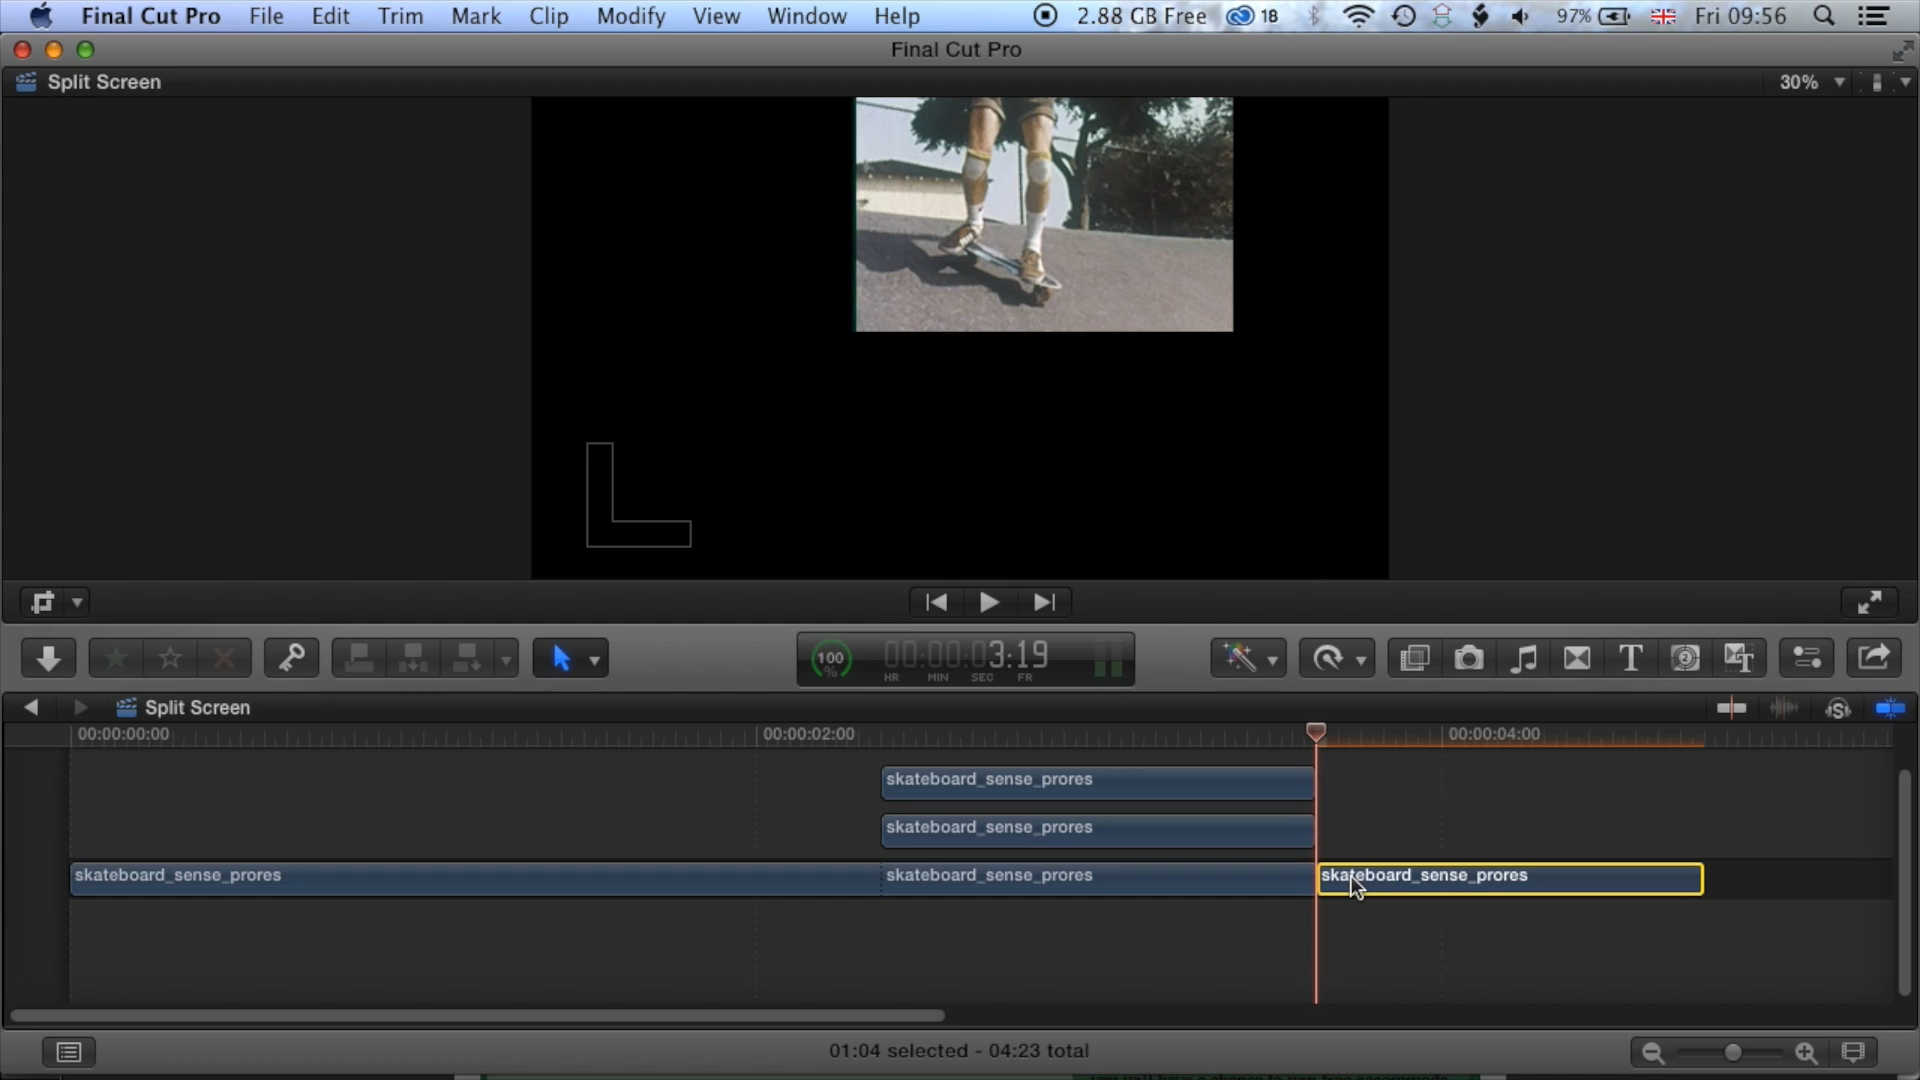 Final Cut Pro File Edit Trim Mark Clip Modify View Window Help 2.88 GB Free 18 97% Fri 09:56
Final Cut Pro
Split Screen 30%
100 % 00:00:03:19
HR MIN SEC FR
Split Screen
00:00:00:00 00:00:02:00 00:00:04:00
skateboard_sense_prores
skateboard_sense_prores
skateboard_sense_prores skateboard_sense_prores skateboard_sense_prores
01:04 selected - 04:23 total